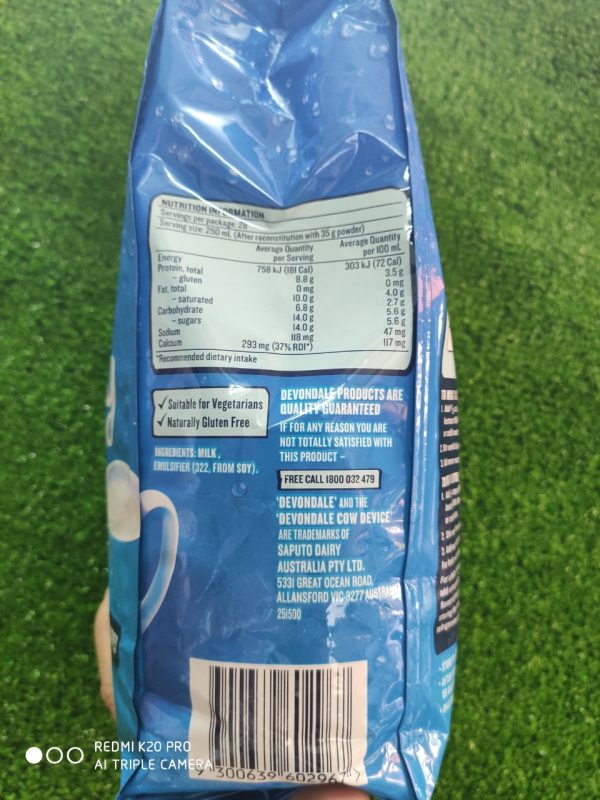 NUTRITION INFORMATION
Servings per package: 28
Serving size: 250 mL (After reconstitution with 35 g powder)
Average Quantity per Serving Average Quantity per 100 mL
Energy 758 kJ (181 Cal) 303 kJ (72 Cal)
Protein, total 8.8 g 3.5 g
- gluten 0 mg 0 mg
Fat, total 10.0 g 4.0 g
- saturated 6.8 g 2.7 g
Carbohydrate 14.0 g 5.6 g
- sugars 14.0 g 5.6 g
Sodium 118 mg 47 mg
Calcium 293 mg (37% RDI*) 117 mg
*Recommended dietary intake
✓ Suitable for Vegetarians
✓ Naturally Gluten Free
INGREDIENTS: MILK,
EMULSIFIER (322, FROM SOY).
DEVONDALE PRODUCTS ARE
QUALITY GUARANTEED
IF FOR ANY REASON YOU ARE
NOT TOTALLY SATISFIED WITH
THIS PRODUCT –
FREE CALL 1800 032 479
'DEVONDALE' AND THE
'DEVONDALE COW DEVICE'
ARE TRADEMARKS OF
SAPUTO DAIRY
AUSTRALIA PTY LTD.
5331 GREAT OCEAN ROAD,
ALLANSFORD VIC 3277 AUSTRALIA
251500
9 300639 602967
REDMI K20 PRO
AI TRIPLE CAMERA